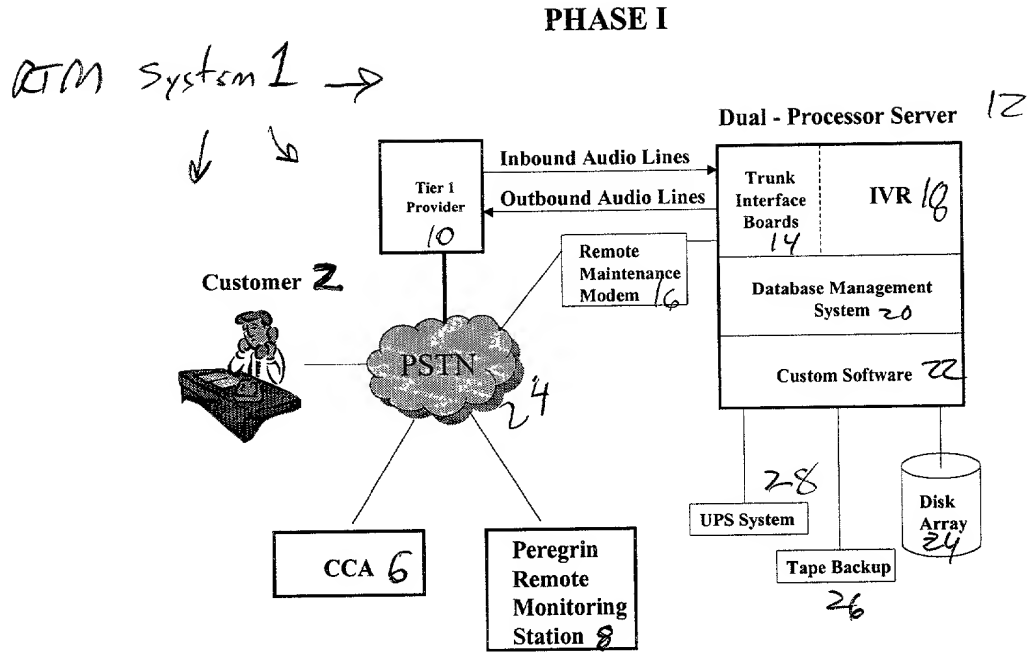 PHASE I
RTM System 1 →
Dual - Processor Server 12
Inbound Audio Lines
Outbound Audio Lines
Tier 1
Provider
10
Trunk
Interface
Boards
14
IVR 18
Remote
Maintenance
Modem 16
Customer 2
Database Management
System 20
PSTN
24
Custom Software 22
28
UPS System
Disk
Array
24
Tape Backup
26
CCA 6
Peregrin
Remote
Monitoring
Station 8